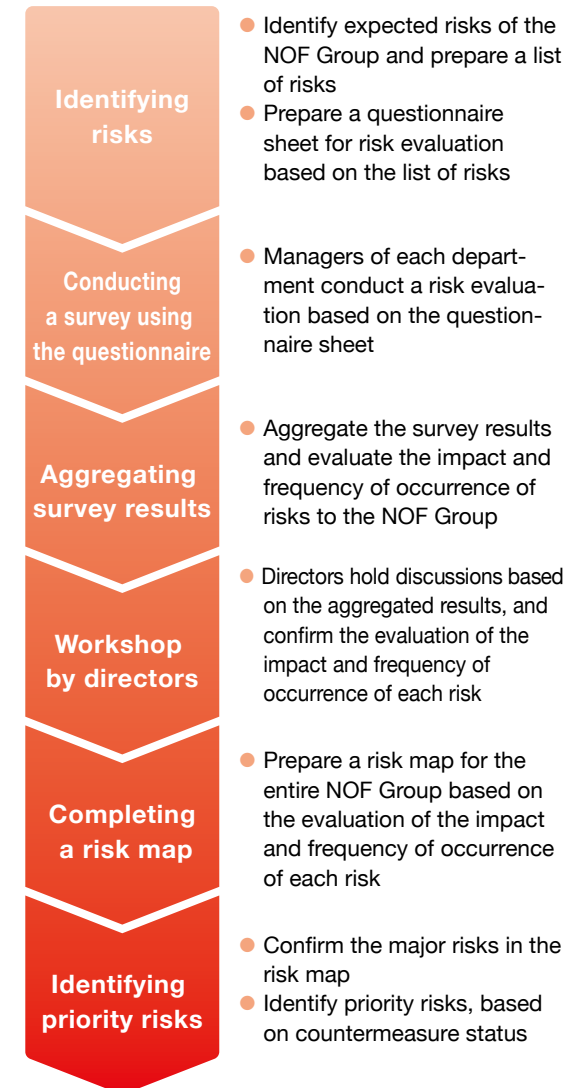 Identifying
risks
● Identify expected risks of the
NOF Group and prepare a list
of risks
● Prepare a questionnaire
sheet for risk evaluation
based on the list of risks
Conducting
a survey using
the questionnaire
● Managers of each depart-
ment conduct a risk evalua-
tion based on the question-
naire sheet
Aggregating
survey results
● Aggregate the survey results
and evaluate the impact and
frequency of occurrence of
risks to the NOF Group
Workshop
by directors
● Directors hold discussions based
on the aggregated results, and
confirm the evaluation of the
impact and frequency of
occurrence of each risk
Completing
a risk map
● Prepare a risk map for the
entire NOF Group based on
the evaluation of the impact
and frequency of occurrence
of each risk
Identifying
priority risks
● Confirm the major risks in the
risk map
● Identify priority risks, based
on countermeasure status